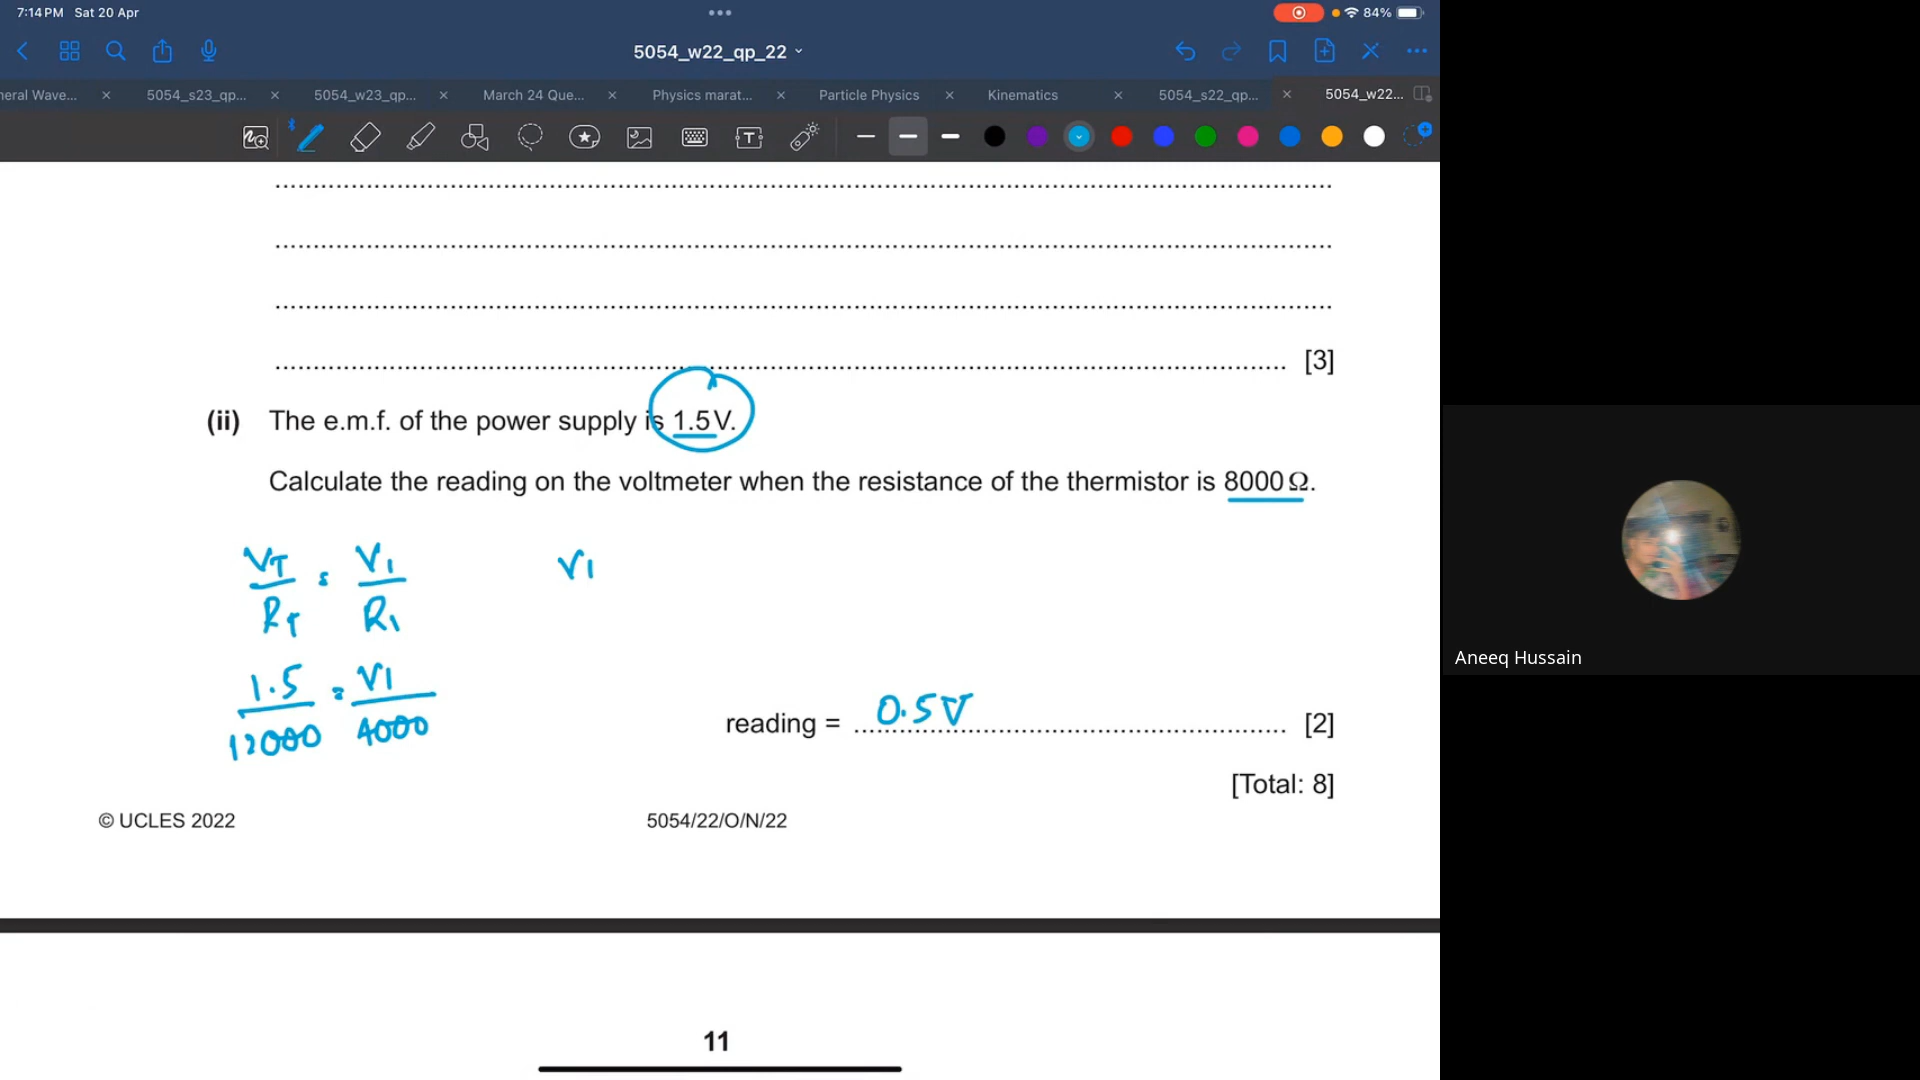 7:14 PM Sat 20 Apr
84%
5054_w22_qp_22
neral Wave...
5054_s23_qp...
5054_w23_qp...
March 24 Que...
Physics marat...
Particle Physics
Kinematics
5054_s22_qp...
5054_w22...
[3]
(ii) The e.m.f. of the power supply is 1.5 V.
Calculate the reading on the voltmeter when the resistance of the thermistor is 8000 Ω.
VT/RT = V1/R1
V1
1.5/12000 = V1/4000
reading = 0.5V [2]
[Total: 8]
© UCLES 2022
5054/22/O/N/22
11
Aneeq Hussain